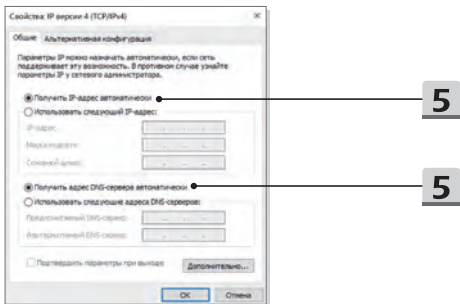 Свойства: IP версии 4 (TCP/IPv4)
Общие Альтернативная конфигурация
Параметры IP можно назначать автоматически, если сеть
поддерживает эту возможность. В противном случае узнайте
параметры IP у сетевого администратора.
Получить IP-адрес автоматически
5
Использовать следующий IP-адрес:
IP-адрес:
Маска подсети:
Основной шлюз:
Получить адрес DNS-сервера автоматически
5
Использовать следующие адреса DNS-серверов:
Предпочитаемый DNS-сервер:
Альтернативный DNS-сервер:
Подтвердить параметры при выходе
Дополнительно...
ОК Отмена